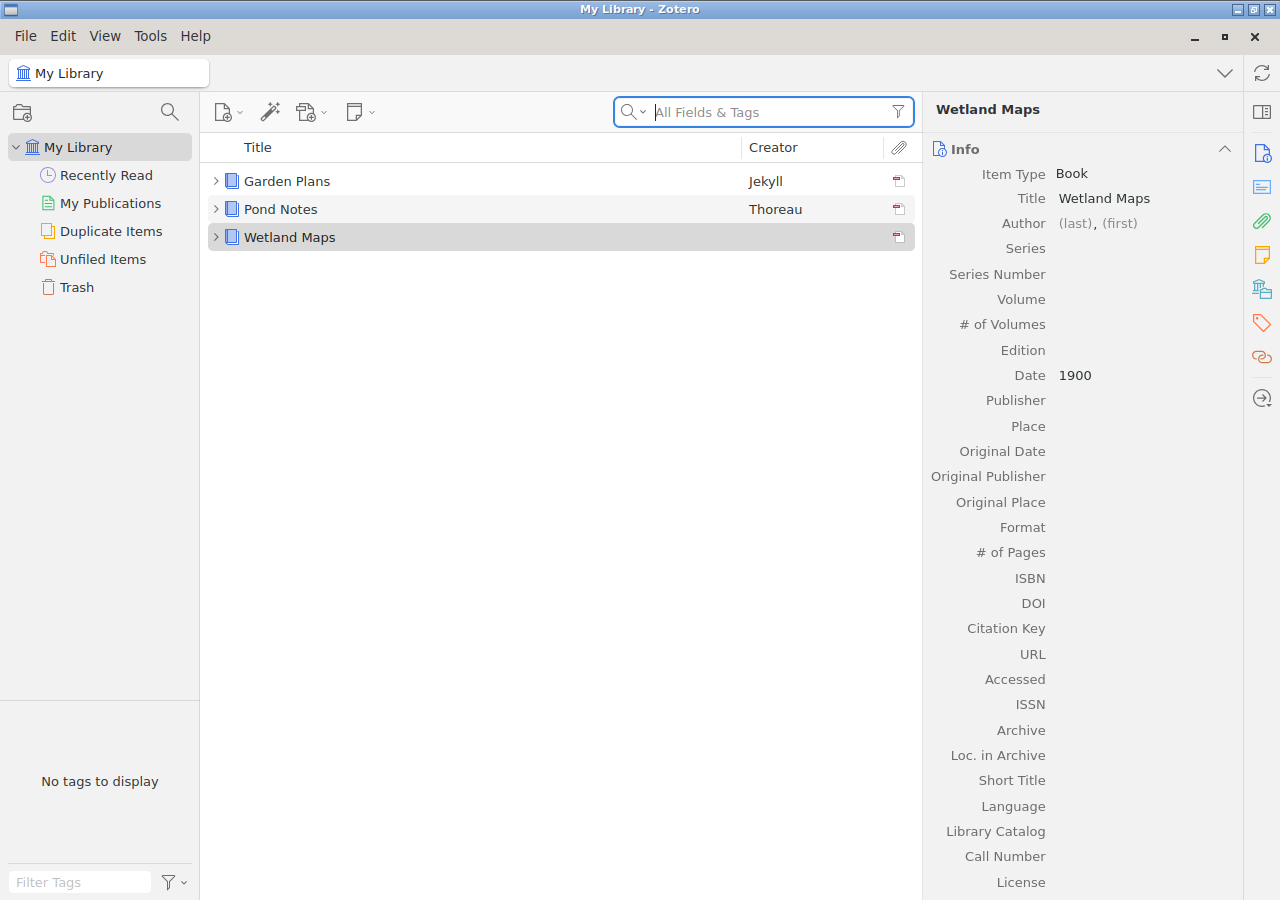 My Library - Zotero
File Edit View Tools Help
My Library
All Fields & Tags
My Library
Recently Read
My Publications
Duplicate Items
Unfiled Items
Trash
No tags to display
Filter Tags
Title Creator
Garden Plans Jekyll
Pond Notes Thoreau
Wetland Maps
Wetland Maps
Info
Item Type Book
Title Wetland Maps
Author (last), (first)
Series
Series Number
Volume
# of Volumes
Edition
Date 1900
Publisher
Place
Original Date
Original Publisher
Original Place
Format
# of Pages
ISBN
DOI
Citation Key
URL
Accessed
ISSN
Archive
Loc. in Archive
Short Title
Language
Library Catalog
Call Number
License